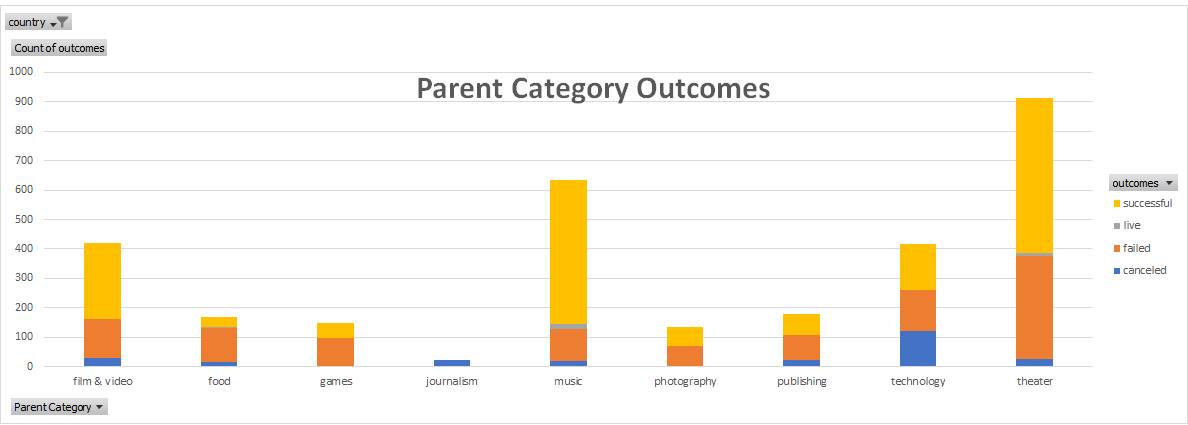 country
Count of outcomes
Parent Category Outcomes
1000
900
800
700
600
500
400
300
200
100
0
film & video food games journalism music photography publishing technology theater
outcomes
successful
live
failed
canceled
Parent Category